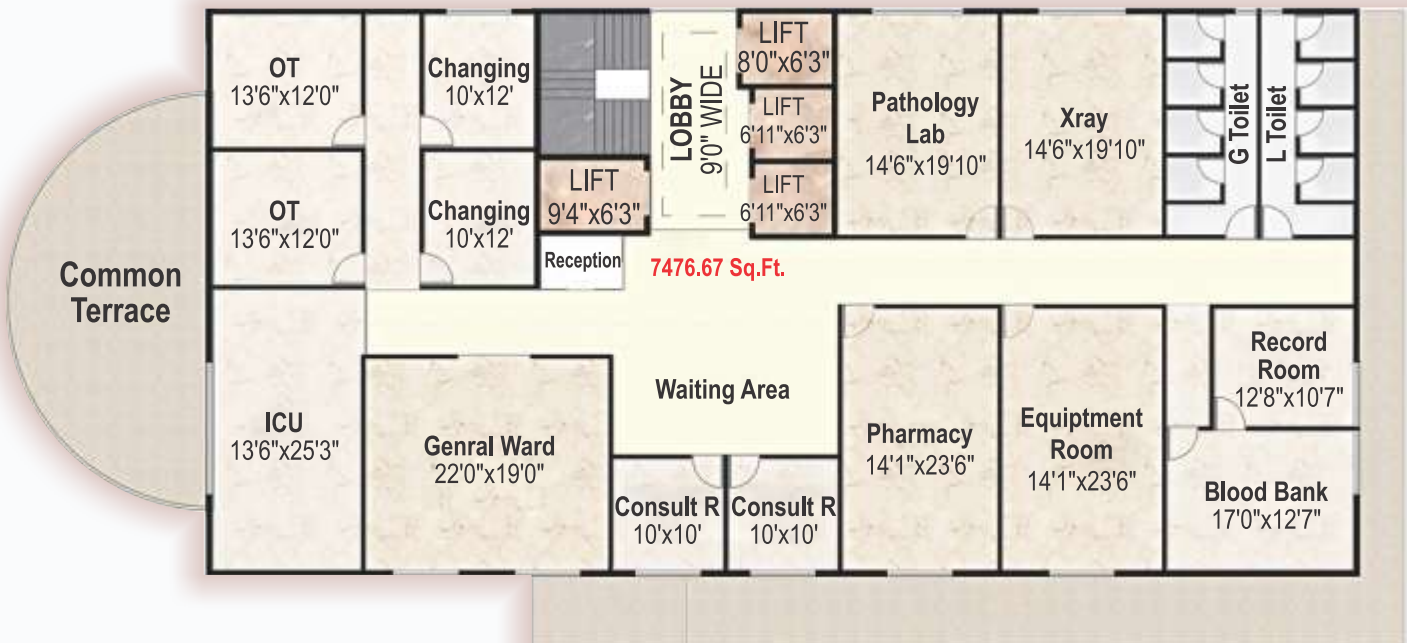 OT
13'6"x12'0"
Changing
10'x12'
LOBBY
9'0" WIDE
LIFT
8'0"x6'3"
LIFT
6'11"x6'3"
LIFT
6'11"x6'3"
Pathology
Lab
14'6"x19'10"
Xray
14'6"x19'10"
G Toilet
L Toilet
OT
13'6"x12'0"
Changing
10'x12'
LIFT
9'4"x6'3"
Reception
7476.67 Sq.Ft.
Common
Terrace
ICU
13'6"x25'3"
Genral Ward
22'0"x19'0"
Waiting Area
Consult R
10'x10'
Consult R
10'x10'
Pharmacy
14'1"x23'6"
Equiptment
Room
14'1"x23'6"
Record
Room
12'8"x10'7"
Blood Bank
17'0"x12'7"